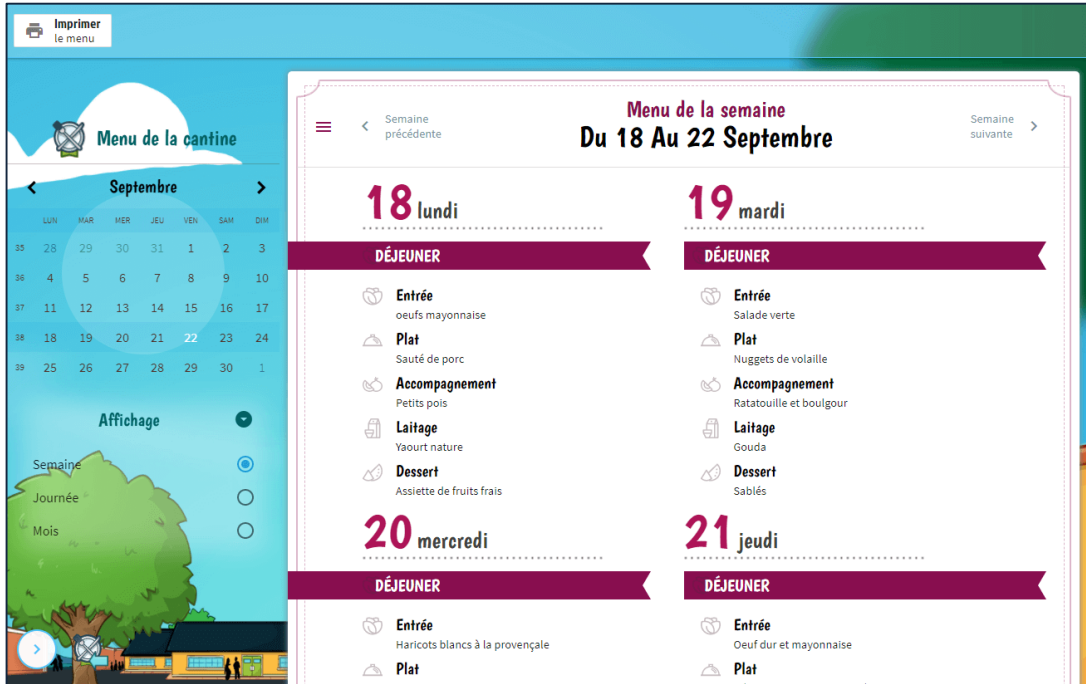 Imprimer
le menu
Menu de la cantine
Septembre
LUN MAR MER JEU VEN SAM DIM
35 28 29 30 31 1 2 3
36 4 5 6 7 8 9 10
37 11 12 13 14 15 16 17
38 18 19 20 21 22 23 24
39 25 26 27 28 29 30 1
Affichage
Semaine
Journée
Mois
Semaine
précédente
Menu de la semaine
Du 18 Au 22 Septembre
Semaine
suivante
18 lundi
DÉJEUNER
Entrée
oeufs mayonnaise
Plat
Sauté de porc
Accompagnement
Petits pois
Laitage
Yaourt nature
Dessert
Assiette de fruits frais
19 mardi
DÉJEUNER
Entrée
Salade verte
Plat
Nuggets de volaille
Accompagnement
Ratatouille et boulgour
Laitage
Gouda
Dessert
Sablés
20 mercredi
DÉJEUNER
Entrée
Haricots blancs à la provençale
Plat
21 jeudi
DÉJEUNER
Entrée
Oeuf dur et mayonnaise
Plat